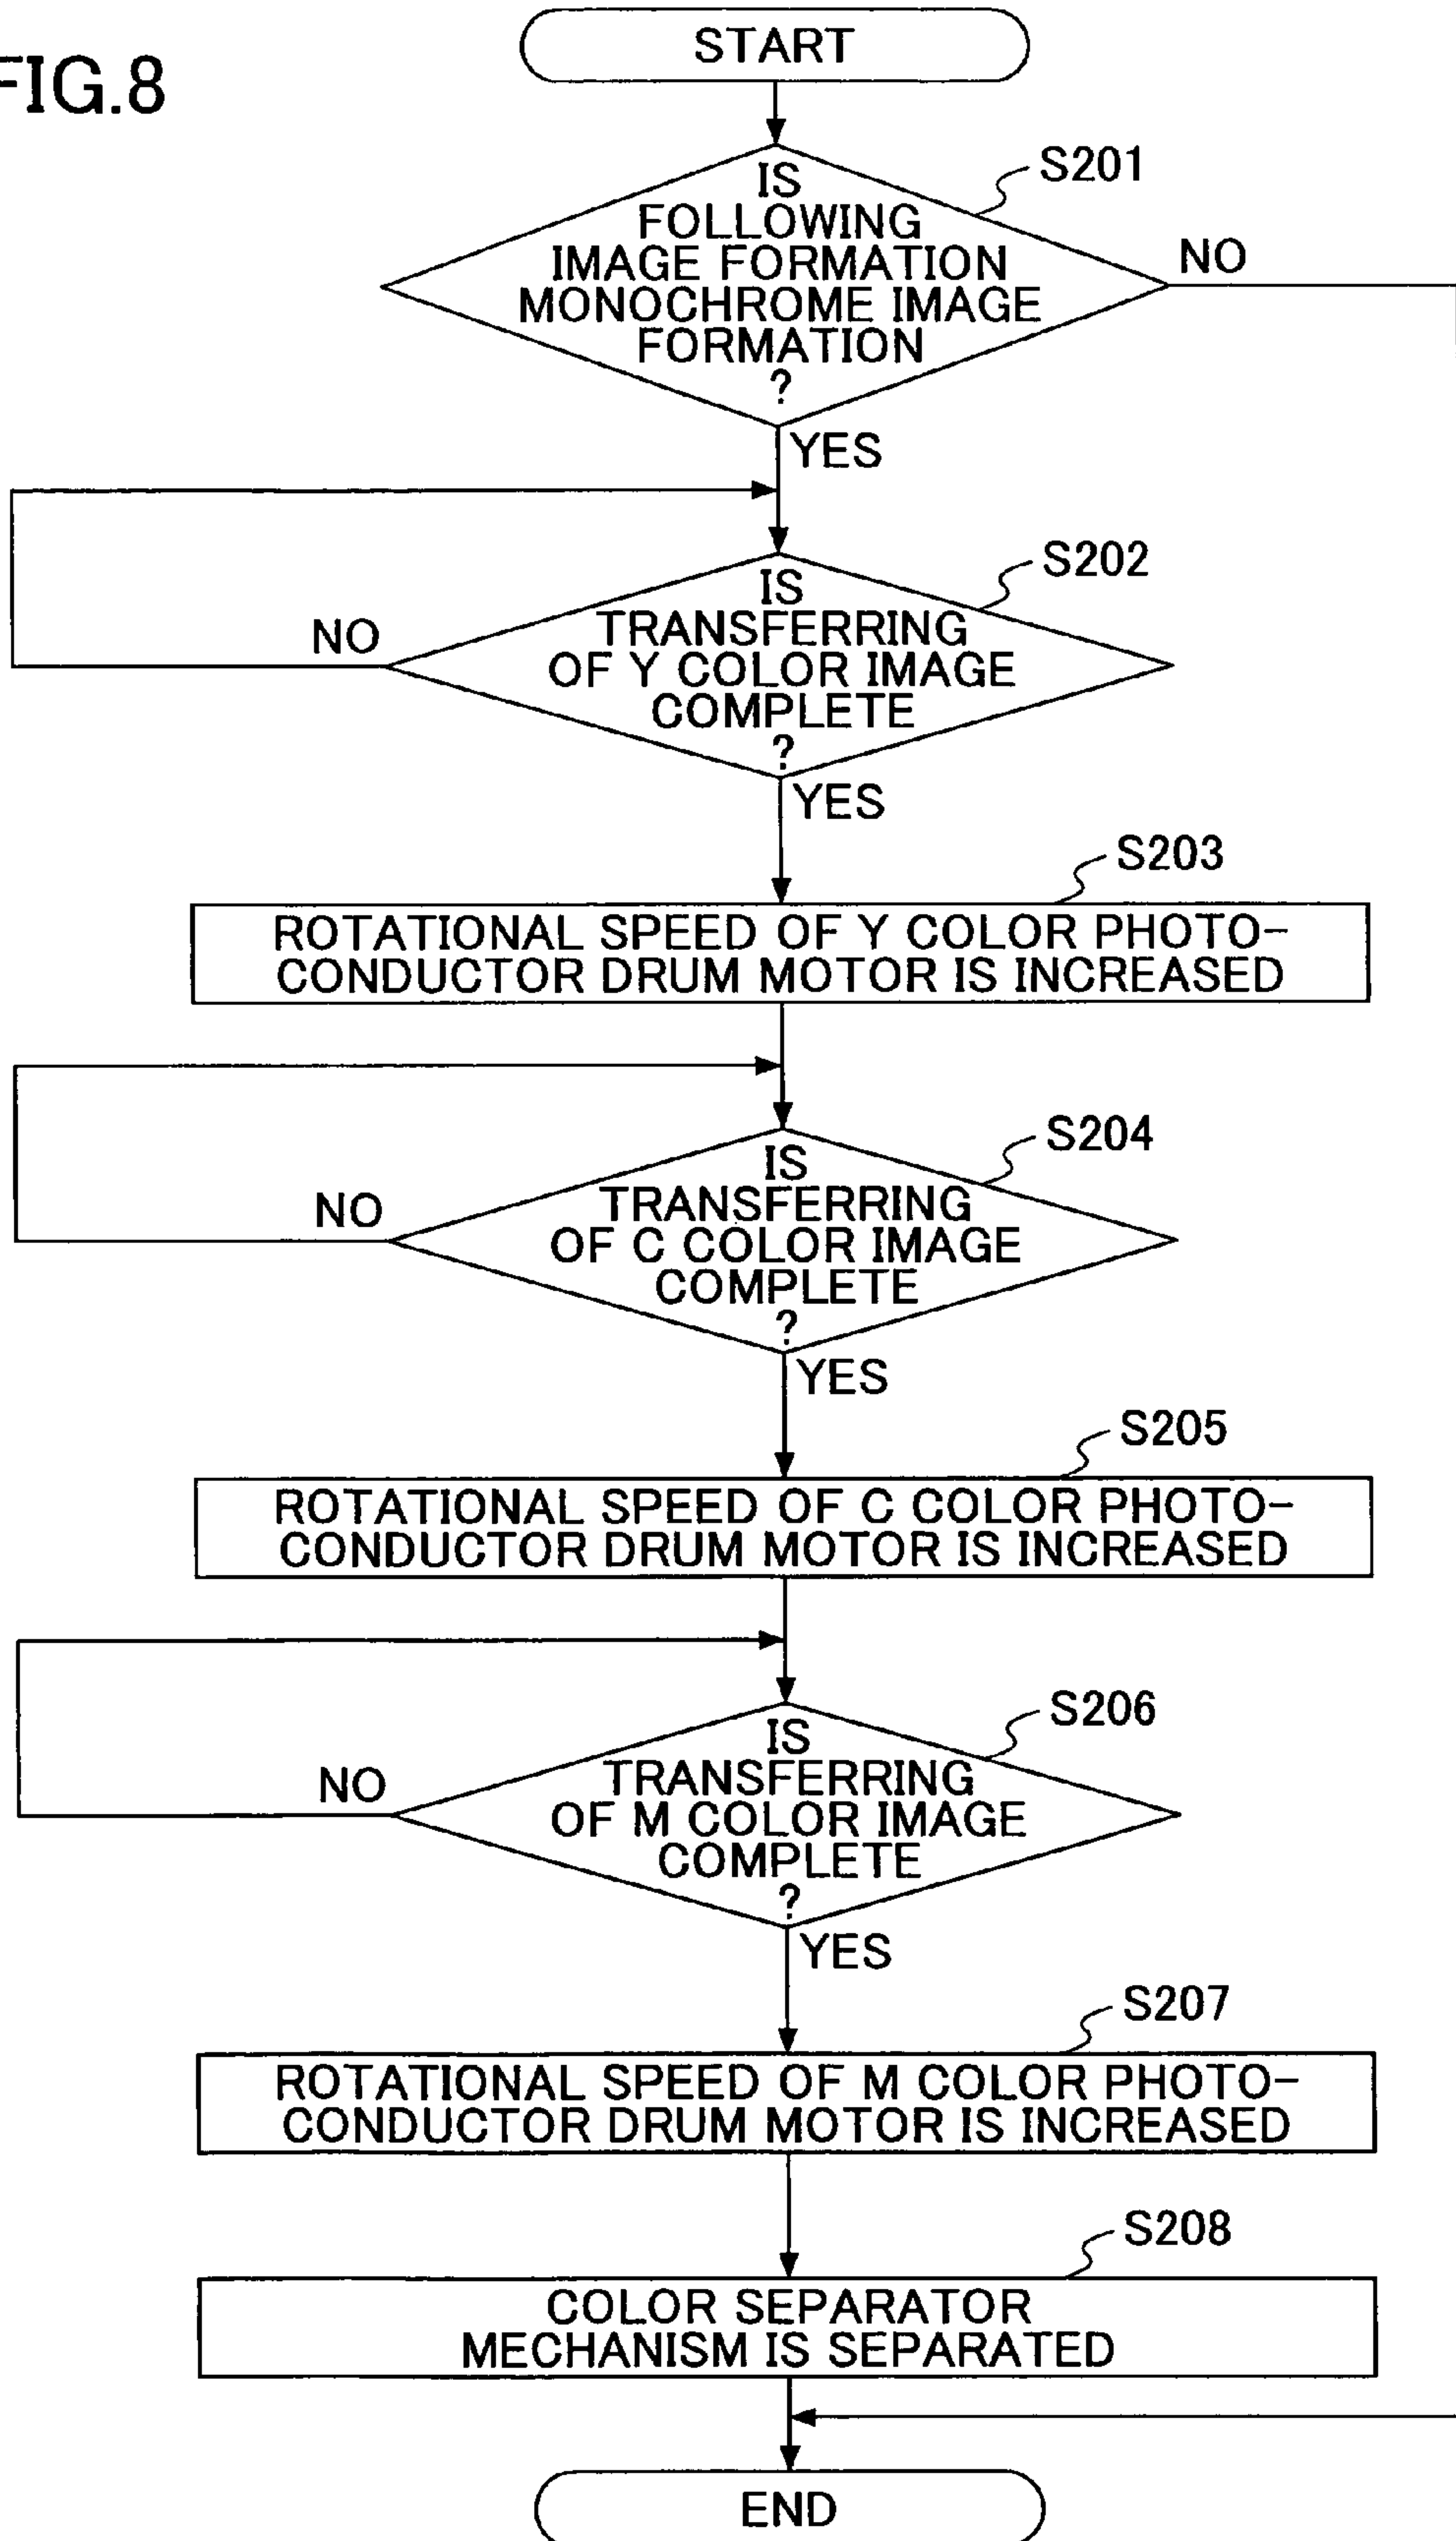 FIG.8
START
S201
IS
FOLLOWING
IMAGE FORMATION
MONOCHROME IMAGE
FORMATION
?
NO
YES
S202
IS
TRANSFERRING
OF Y COLOR IMAGE
COMPLETE
?
NO
YES
S203
ROTATIONAL SPEED OF Y COLOR PHOTO-
CONDUCTOR DRUM MOTOR IS INCREASED
S204
IS
TRANSFERRING
OF C COLOR IMAGE
COMPLETE
?
NO
YES
S205
ROTATIONAL SPEED OF C COLOR PHOTO-
CONDUCTOR DRUM MOTOR IS INCREASED
S206
IS
TRANSFERRING
OF M COLOR IMAGE
COMPLETE
?
NO
YES
S207
ROTATIONAL SPEED OF M COLOR PHOTO-
CONDUCTOR DRUM MOTOR IS INCREASED
S208
COLOR SEPARATOR
MECHANISM IS SEPARATED
END